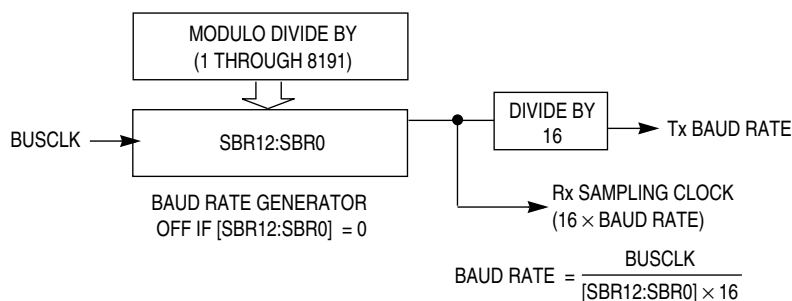 MODULO DIVIDE BY
(1 THROUGH 8191)
BUSCLK
SBR12:SBR0
DIVIDE BY
16
Tx BAUD RATE
BAUD RATE GENERATOR
OFF IF [SBR12:SBR0] = 0
Rx SAMPLING CLOCK
(16 × BAUD RATE)
BAUD RATE =
BUSCLK
[SBR12:SBR0] × 16